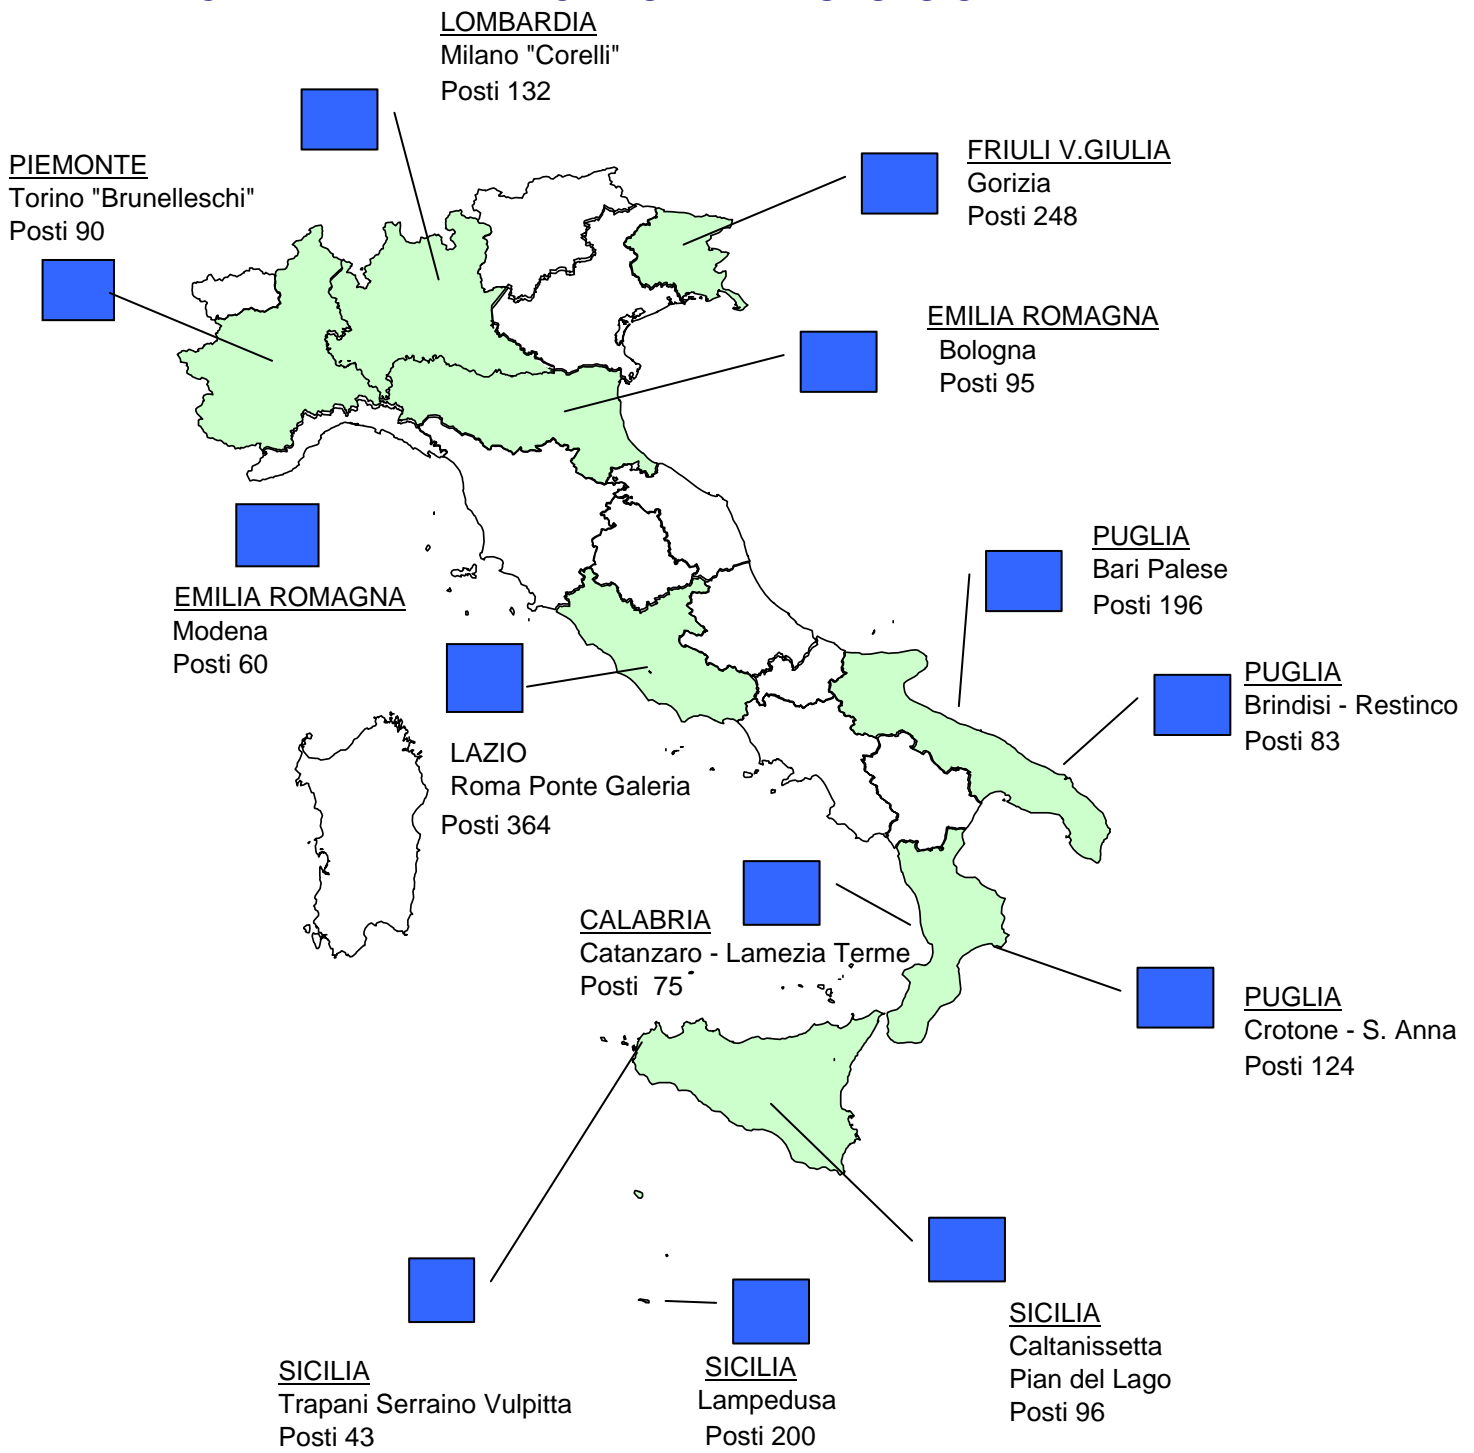 LOMBARDIA
Milano "Corelli"
Posti 132
PIEMONTE
Torino "Brunelleschi"
Posti 90
FRIULI V.GIULIA
Gorizia
Posti 248
EMILIA ROMAGNA
Bologna
Posti 95
EMILIA ROMAGNA
Modena
Posti 60
PUGLIA
Bari Palese
Posti 196
PUGLIA
Brindisi - Restinco
Posti 83
LAZIO
Roma Ponte Galeria
Posti 364
CALABRIA
Catanzaro - Lamezia Terme
Posti 75
PUGLIA
Crotone - S. Anna
Posti 124
SICILIA
Trapani Serraino Vulpitta
Posti 43
SICILIA
Lampedusa
Posti 200
SICILIA
Caltanissetta
Pian del Lago
Posti 96